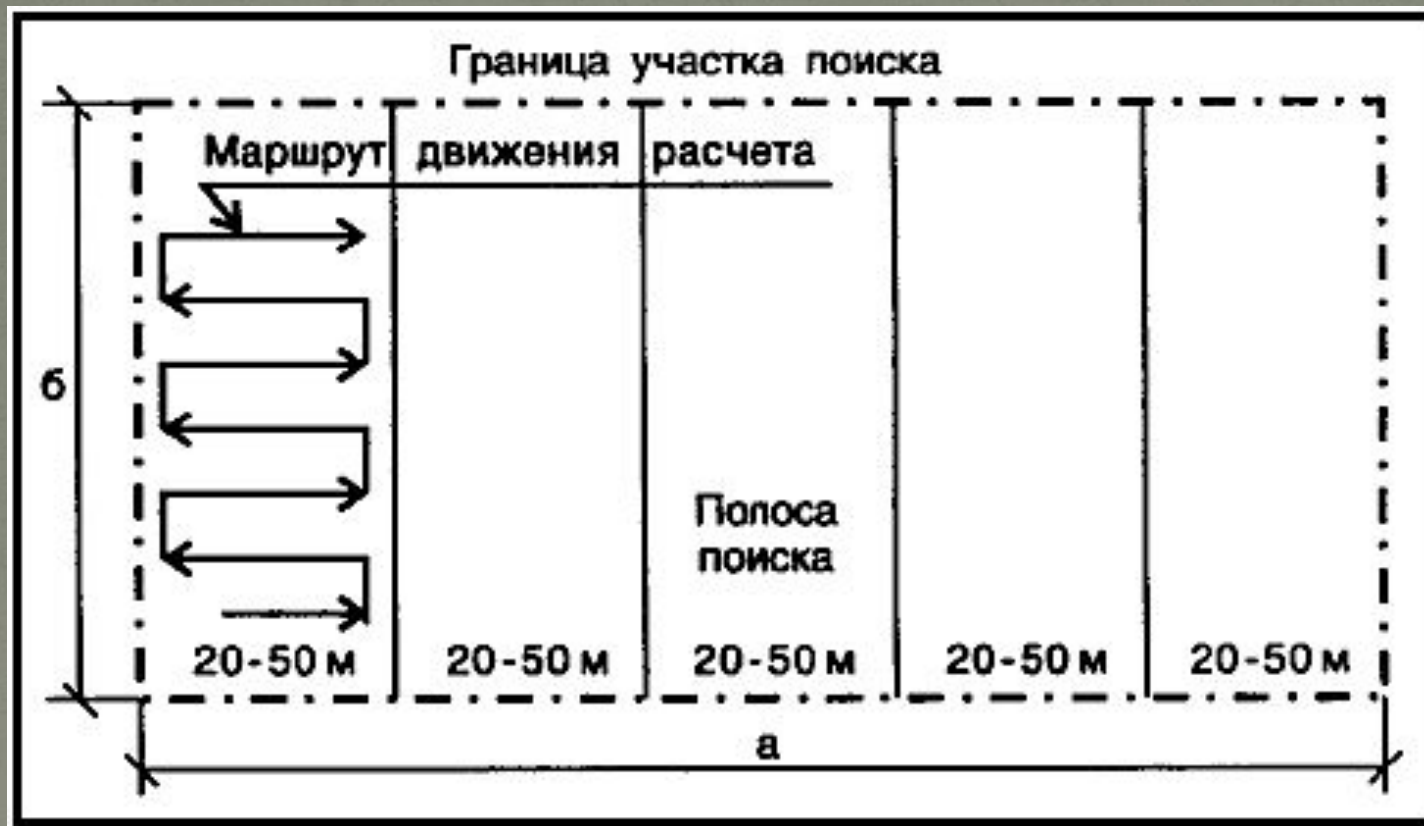 Граница участка поиска
Маршрут движения расчета
б
Полоса
поиска
20-50 м 20-50 м 20-50 м 20-50 м 20-50 м
а